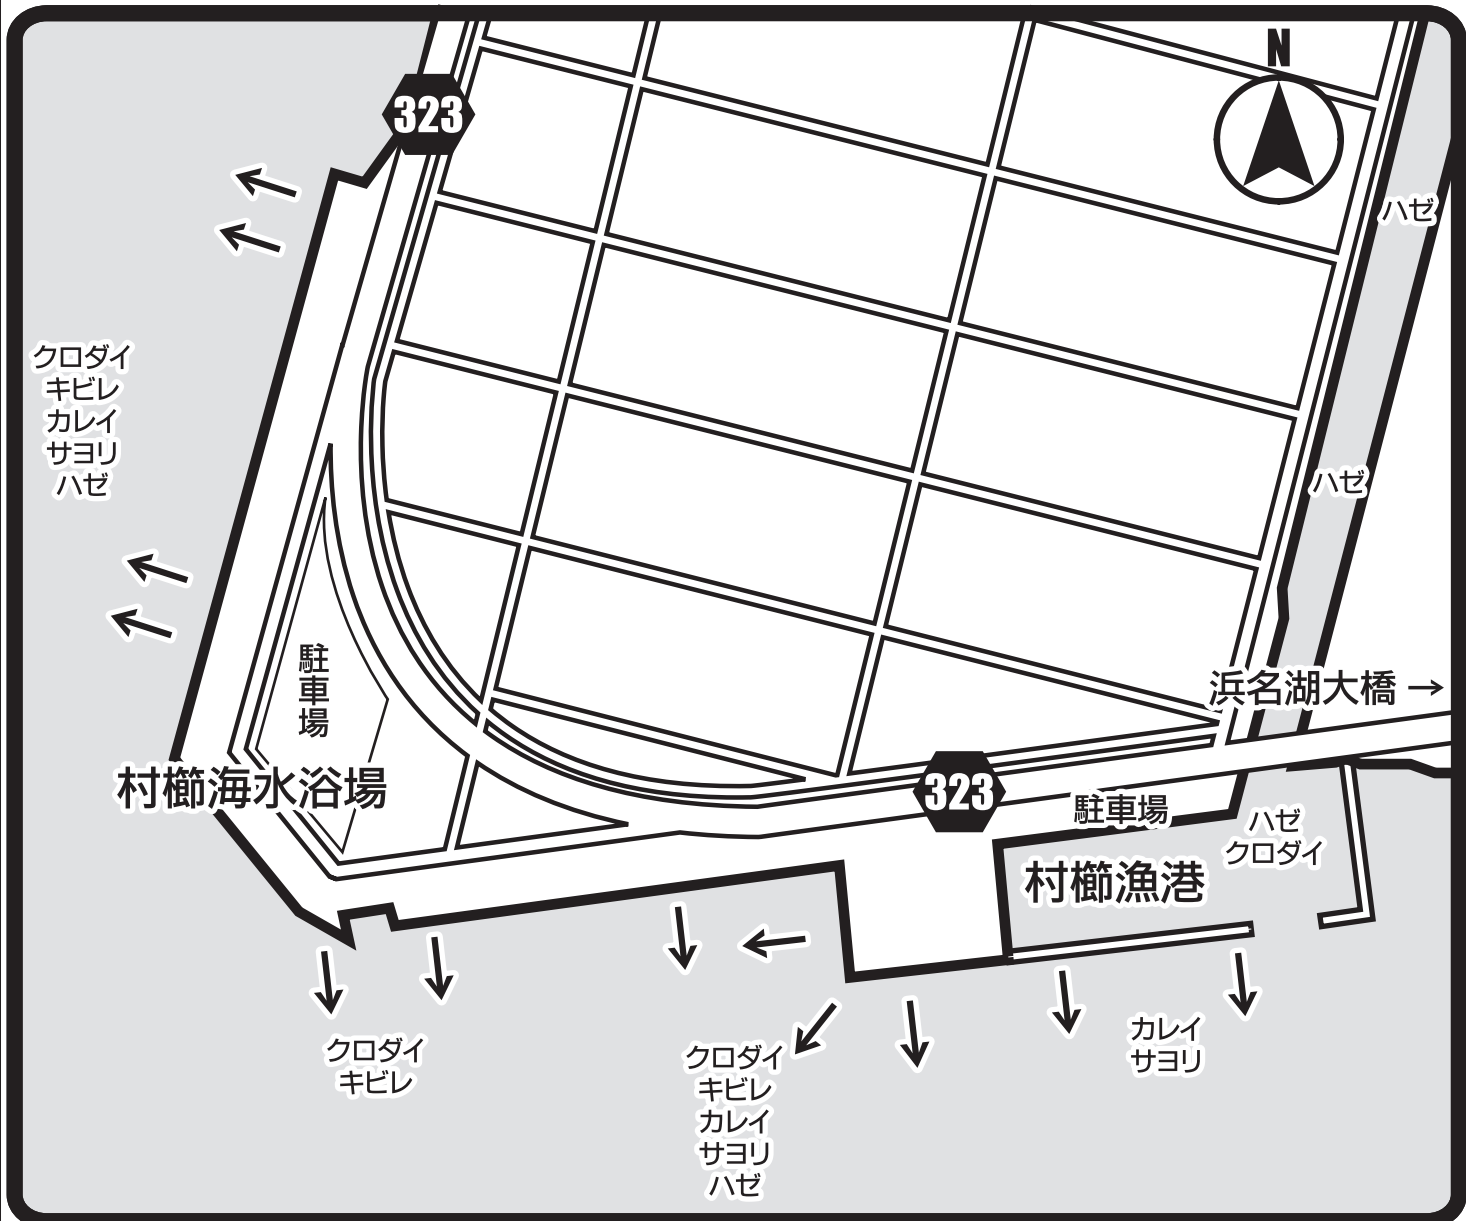 N
323
ハゼ
クロダイ
キビレ
カレイ
サヨリ
ハゼ
ハゼ
駐車場
浜名湖大橋→
村櫛海水浴場
323
駐車場
ハゼ
クロダイ
村櫛漁港
クロダイ
キビレ
クロダイ
キビレ
カレイ
サヨリ
ハゼ
カレイ
サヨリ